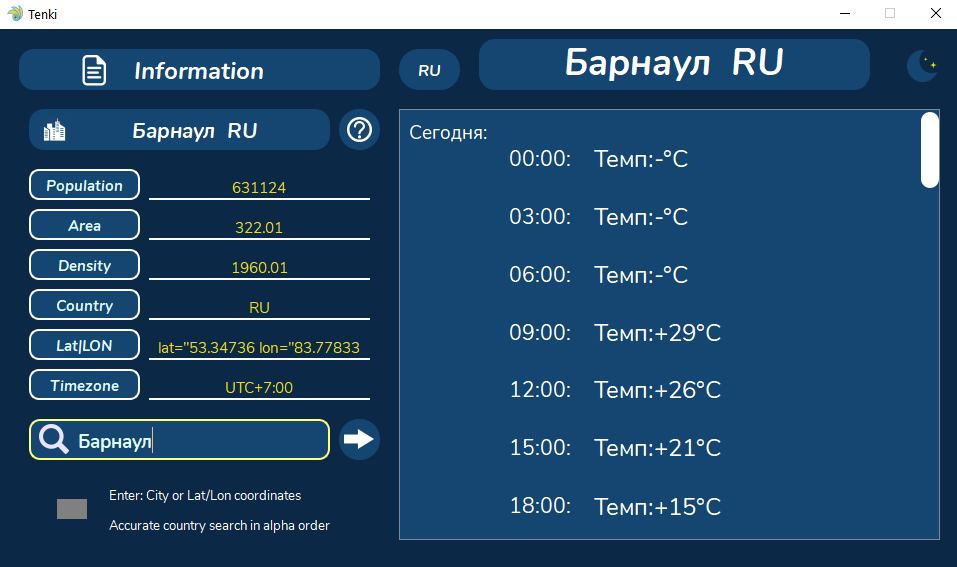 Tenki
Information
RU
Барнаул RU
Барнаул RU
Population
631124
Area
322.01
Density
1960.01
Country
RU
Lat|LON
lat="53.34736 lon="83.77833
Timezone
UTC+7:00
Барнаул
Enter: City or Lat/Lon coordinates
Accurate country search in alpha order
Сегодня:
00:00: Темп:-°C
03:00: Темп:-°C
06:00: Темп:-°C
09:00: Темп:+29°C
12:00: Темп:+26°C
15:00: Темп:+21°C
18:00: Темп:+15°C